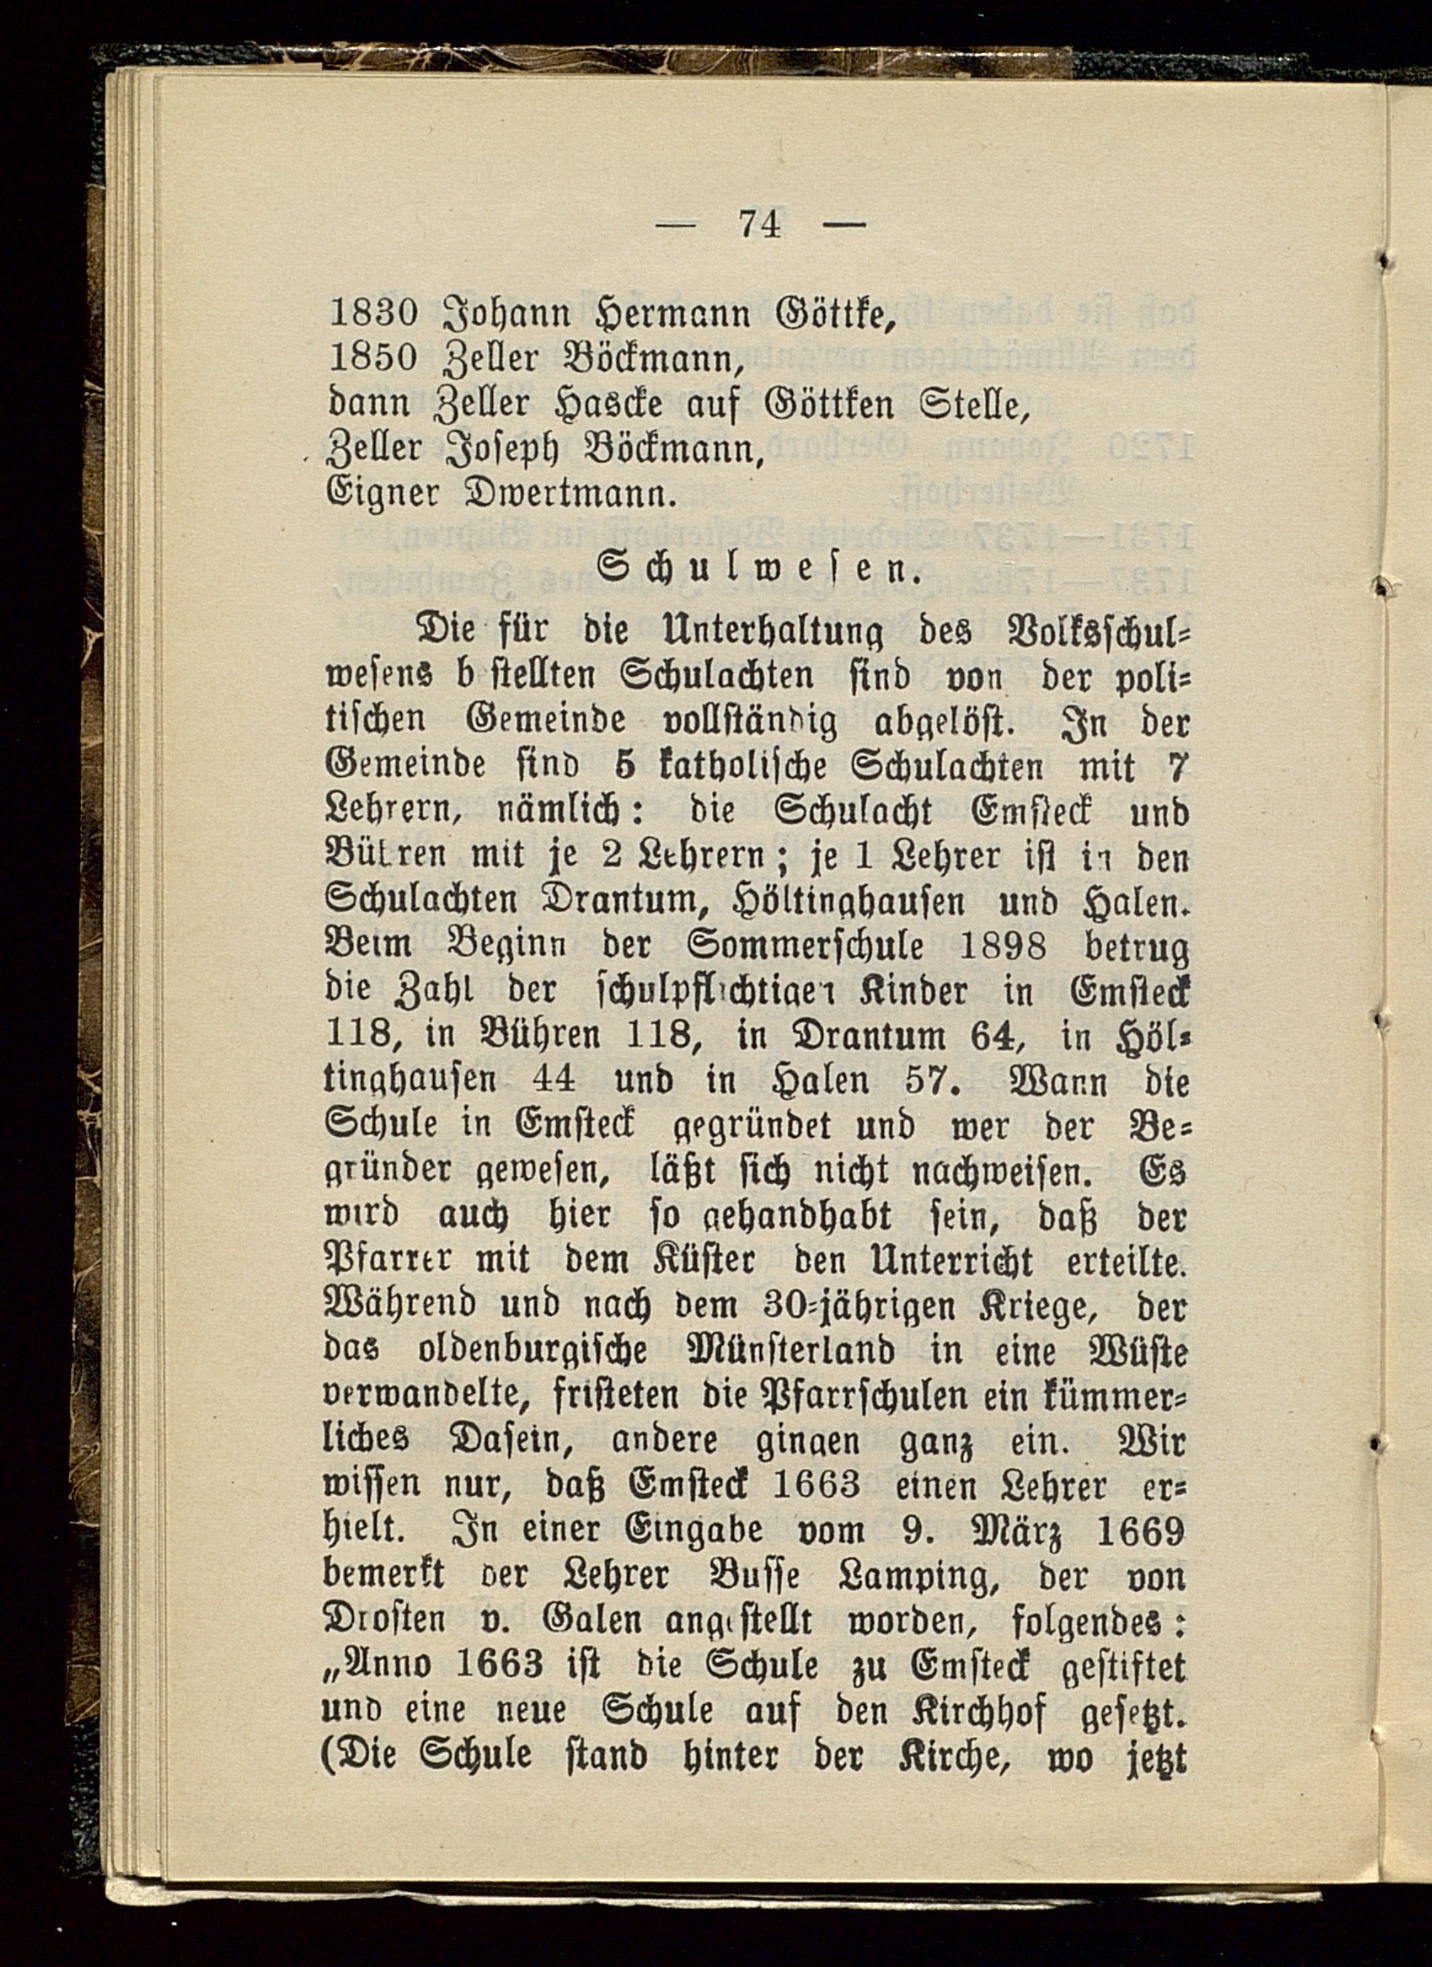 — 74 —
1830 Johann Hermann Göttke,
1850 Zeller Böckmann,
dann Zeller Hascke auf Göttken Stelle,
Zeller Joseph Böckmann,
Eigner Dwertmann.
Schulwesen.
Die für die Unterhaltung des Volksschul-
wesens b stellten Schulachten sind von der poli-
tischen Gemeinde vollständig abgelöst. In der
Gemeinde sind 5 katholische Schulachten mit 7
Lehrern, nämlich: die Schulacht Emsteck und
Bühren mit je 2 Lehrern; je 1 Lehrer ist in den
Schulachten Drantum, Höltinghausen und Halen.
Beim Beginn der Sommerschule 1898 betrug
die Zahl der schulpflichtigen Kinder in Emsteck
118, in Bühren 118, in Drantum 64, in Höl-
tinghausen 44 und in Halen 57. Wann die
Schule in Emsteck gegründet und wer der Be-
gründer gewesen, läßt sich nicht nachweisen. Es
wird auch hier so gehandhabt sein, daß der
Pfarrer mit dem Küster den Unterricht erteilte.
Während und nach dem 30-jährigen Kriege, der
das oldenburgische Münsterland in eine Wüste
verwandelte, fristeten die Pfarrschulen ein kümmer-
liches Dasein, andere gingen ganz ein. Wir
wissen nur, daß Emsteck 1663 einen Lehrer er-
hielt. In einer Eingabe vom 9. März 1669
bemerkt der Lehrer Busse Lamping, der von
Drosten v. Galen angestellt worden, folgendes:
„Anno 1663 ist die Schule zu Emsteck gestiftet
und eine neue Schule auf den Kirchhof gesetzt.
(Die Schule stand hinter der Kirche, wo jetzt